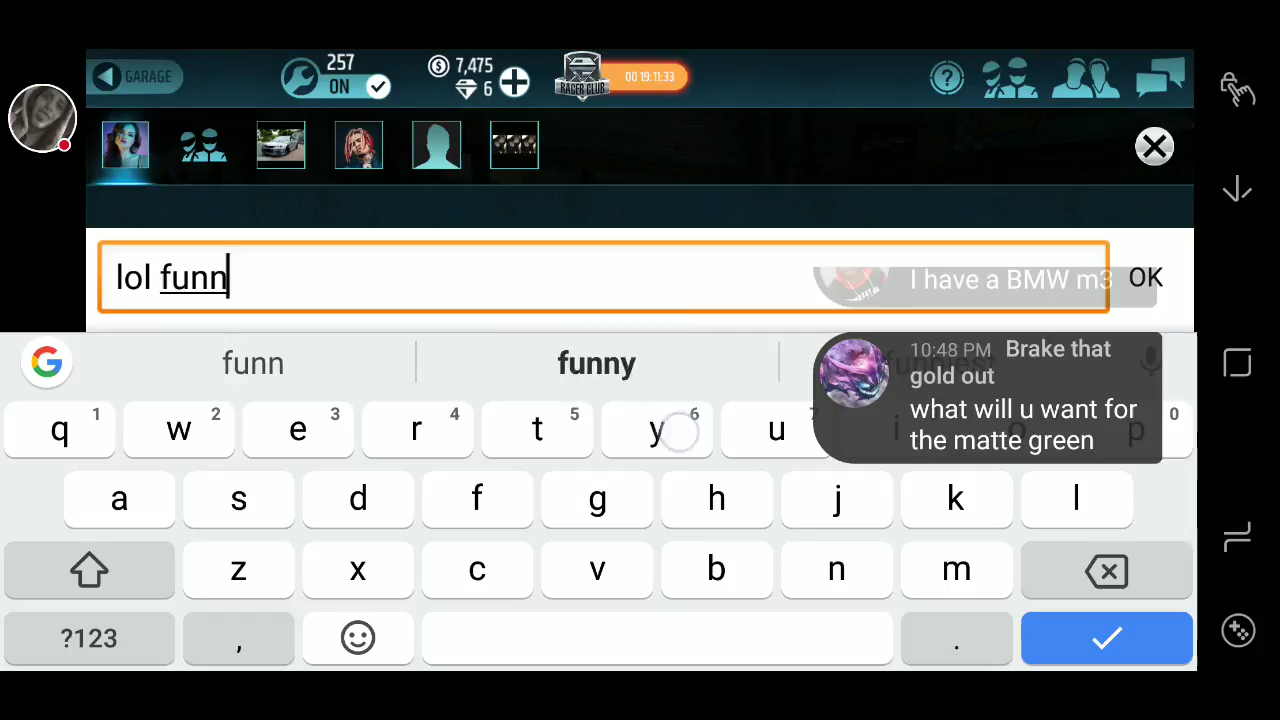 257
ON
GARAGE
7,475
6
RACER CLUB
00 19:11:33
lol funn
I have a BMW m3
OK
funn
funny
funniest
10:48 PM Brake that
gold out
what will u want for
the matte green
q 1 w 2 e 3 r 4 t 5 y 6 u 7 i o p 0
a s d f g h j k l
z x c v b n m
?123 , .